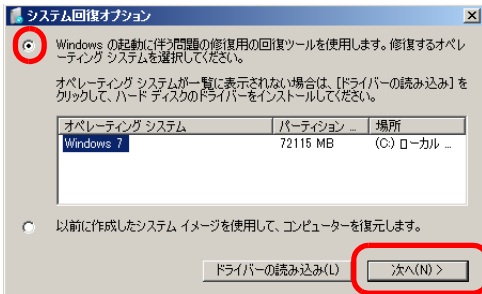 システム回復オプション
Windows の起動に伴う問題の修復用の回復ツールを使用します。修復するオペレ
ーティング システムを選択してください。
オペレーティング システムが一覧に表示されない場合は、[ドライバーの読み込み] を
クリックして、ハード ディスクのドライバーをインストールしてください。
オペレーティング システム パーティション ... 場所
Windows 7 72115 MB (C:) ローカル ...
以前に作成したシステム イメージを使用して、コンピューターを復元します。
ドライバーの読み込み(L) 次へ(N) >